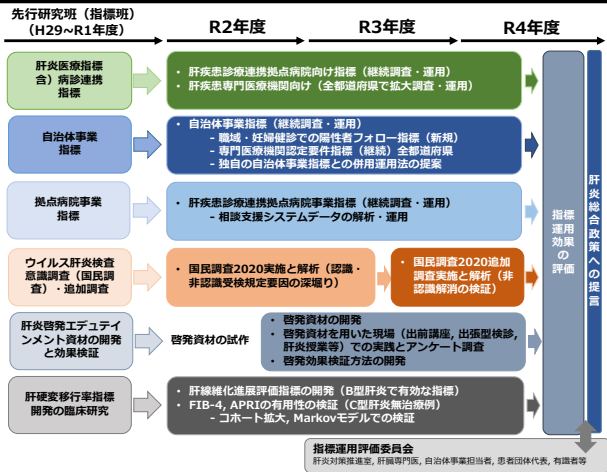 先行研究班（指標班）
（H29~R1年度）
R2年度
R3年度
R4年度
肝炎医療指標
含）病診連携
指標
• 肝疾患診療連携拠点病院向け指標（継続調査・運用）
• 肝疾患専門医療機関向け（全都道府県で拡大調査・運用）
自治体事業
指標
• 自治体事業指標（継続調査・運用）
- 職域・妊婦健診での陽性者フォロー指標（新規）
- 専門医療機関認定要件指標（継続）全都道府県
- 独自の自治体事業指標との併用運用法の提案
拠点病院事業
指標
• 肝疾患診療連携拠点病院事業指標（継続調査・運用）
- 相談支援システムデータの解析・運用
ウイルス肝炎検査
意識調査（国民調
査）・追加調査
• 国民調査2020実施と解析（認識・
非認識受検規定要因の深堀り）
• 国民調査2020追加
調査実施と解析（非
認識解消の検証）
肝炎啓発エデュテイ
ンメント資材の開発
と効果検証
啓発資材の試作
• 啓発資材の開発
• 啓発資材を用いた現場（出前講座, 出張型検診,
肝炎授業等）での実践とアンケート調査
• 啓発効果検証方法の開発
肝硬変移行率指標
開発の臨床研究
• 肝線維化進展評価指標の開発（B型肝炎で有効な指標）
• FIB-4, APRIの有用性の検証（C型肝炎無治療例）
- コホート拡大, Markovモデルでの検証
指標運用効果の評価
肝炎総合政策への提言
指標運用評価委員会
肝炎対策推進室, 肝臓専門医, 自治体事業担当者, 患者団体代表, 有識者等